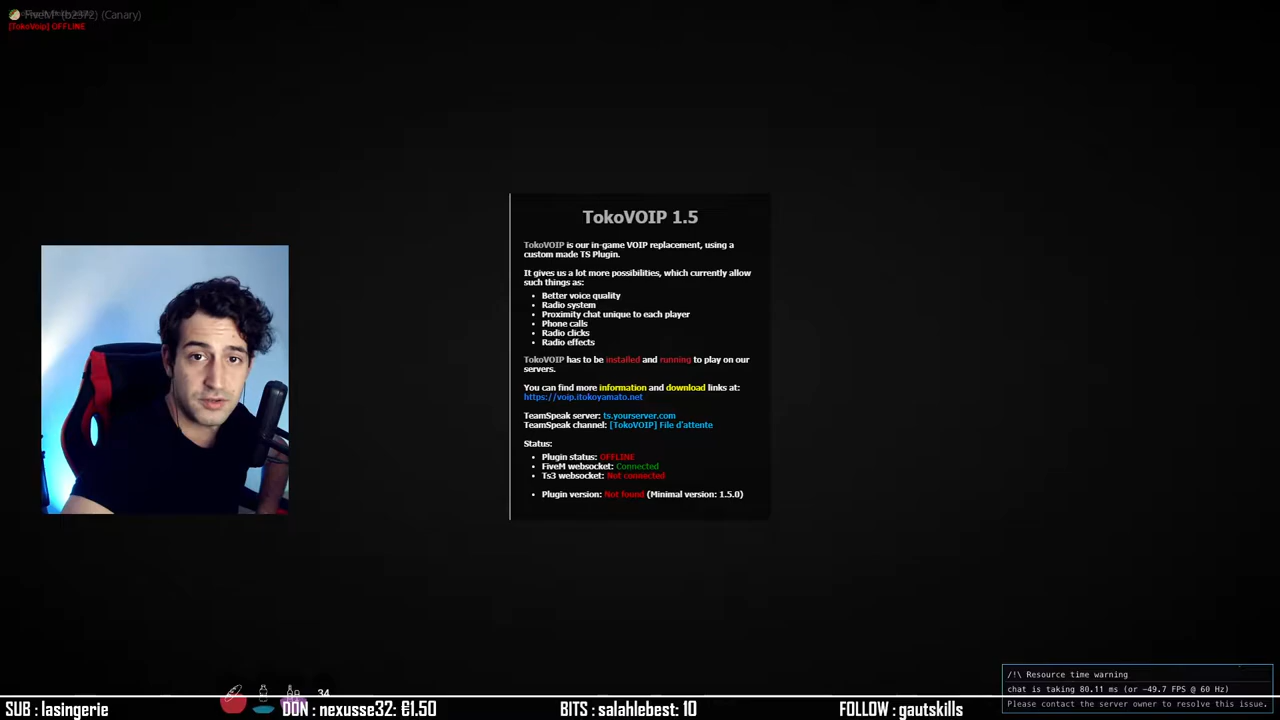 FiveM® (b2372) (Canary)
[TokoVoip] OFFLINE
TokoVOIP 1.5
TokoVOIP is our in-game VOIP replacement, using a
custom made TS Plugin.
It gives us a lot more possibilities, which currently allow
such things as:
• Better voice quality
• Radio system
• Proximity chat unique to each player
• Phone calls
• Radio clicks
• Radio effects
TokoVOIP has to be installed and running to play on our
servers.
You can find more information and download links at:
https://voip.itokoyamato.net
TeamSpeak server: ts.yourserver.com
TeamSpeak channel: [TokoVOIP] File d'attente
Status:
• Plugin status: OFFLINE
• FiveM websocket: Connected
• Ts3 websocket: Not connected
• Plugin version: Not found (Minimal version: 1.5.0)
/!\ Resource time warning
chat is taking 80.11 ms (or -49.7 FPS @ 60 Hz)
Please contact the server owner to resolve this issue.
34
SUB : lasingerie
DON : nexusse32: €1.50
BITS : salahlebest: 10
FOLLOW : gautskills